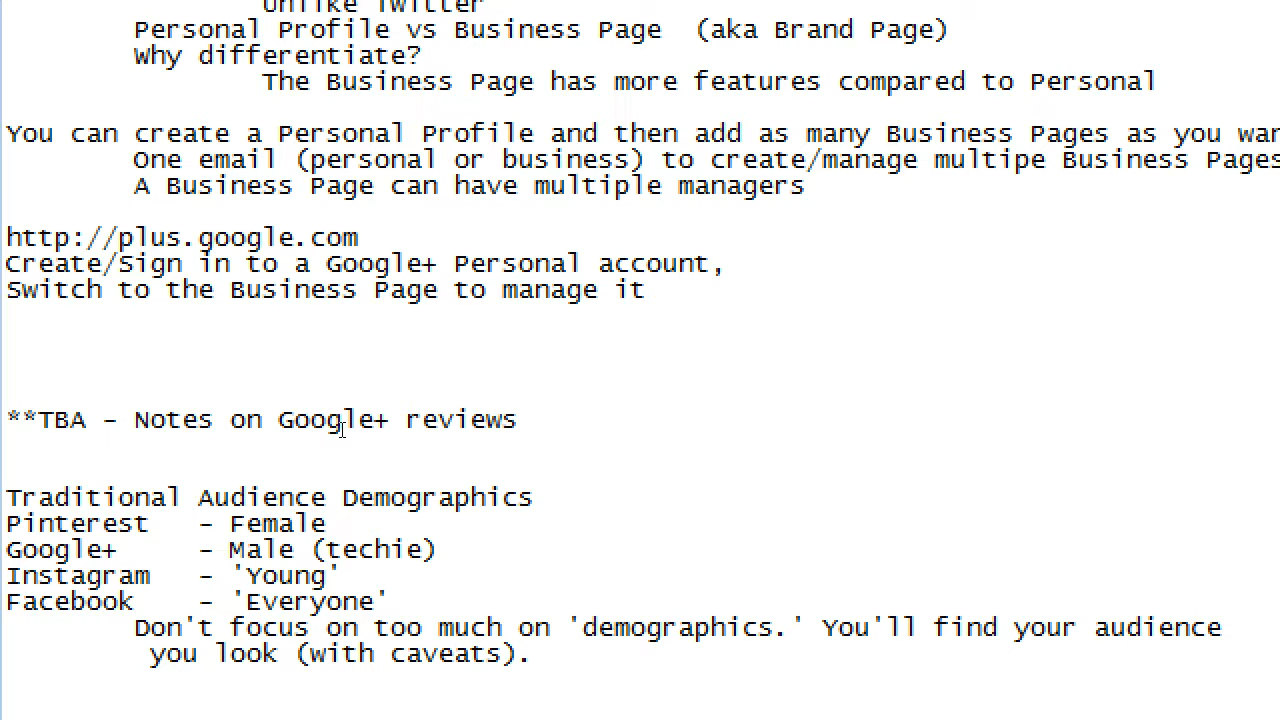 Unlike Twitter
Personal Profile vs Business Page (aka Brand Page)
Why differentiate?
The Business Page has more features compared to Personal
You can create a Personal Profile and then add as many Business Pages as you
One email (personal or business) to create/manage multipe Business Pages
A Business Page can have multiple managers
http://plus.google.com
Create/Sign in to a Google+ Personal account,
Switch to the Business Page to manage it
**TBA - Notes on Google+ reviews
Traditional Audience Demographics
Pinterest - Female
Google+ - Male (techie)
Instagram - 'Young'
Facebook - 'Everyone'
Don't focus on too much on 'demographics.' You'll find your audience
you look (with caveats).